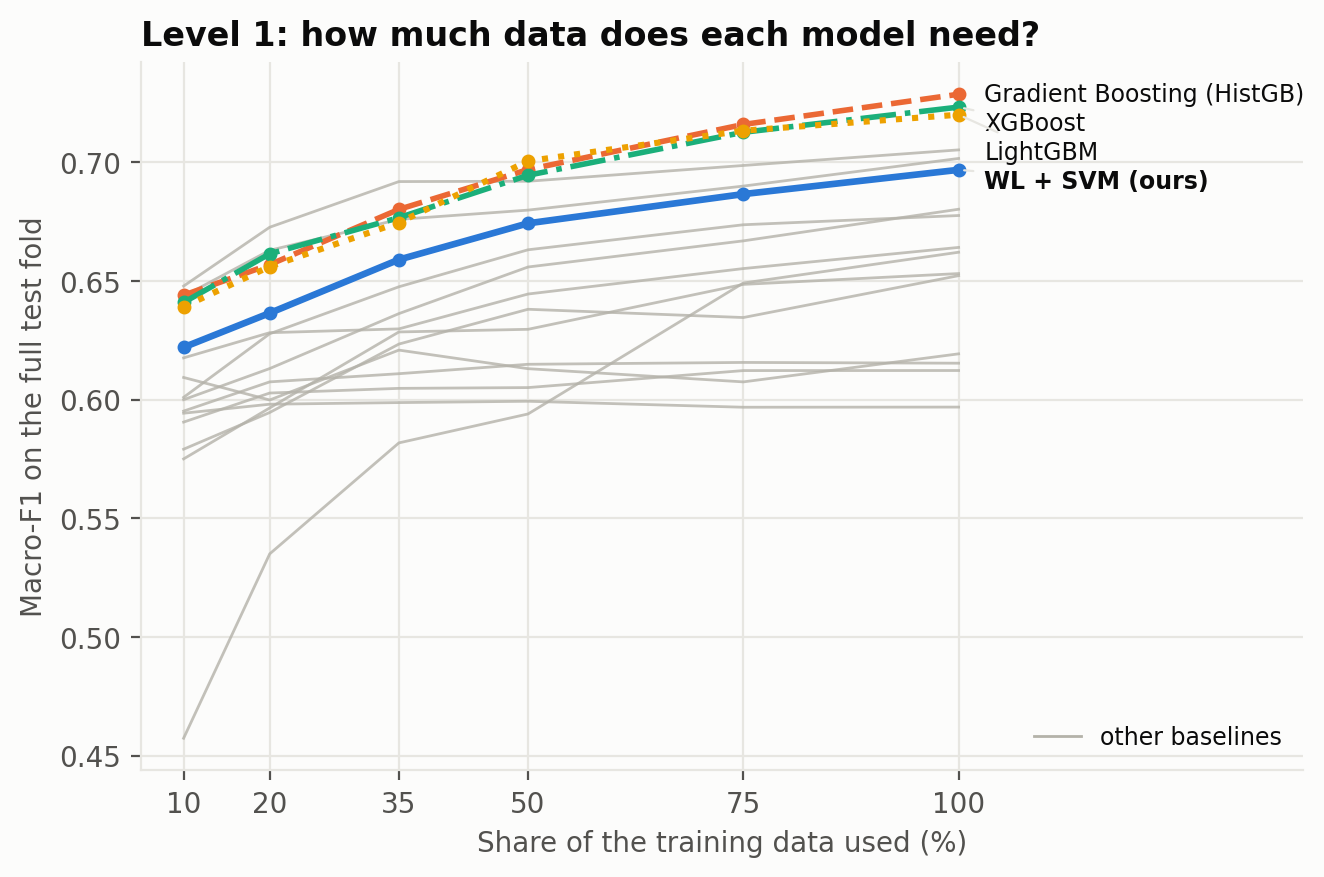 Level 1: how much data does each model need?
Gradient Boosting (HistGB)
XGBoost
LightGBM
WL + SVM (ours)
0.70
0.65
0.60
0.55
0.50
0.45
Macro-F1 on the full test fold
other baselines
10 20 35 50 75 100
Share of the training data used (%)